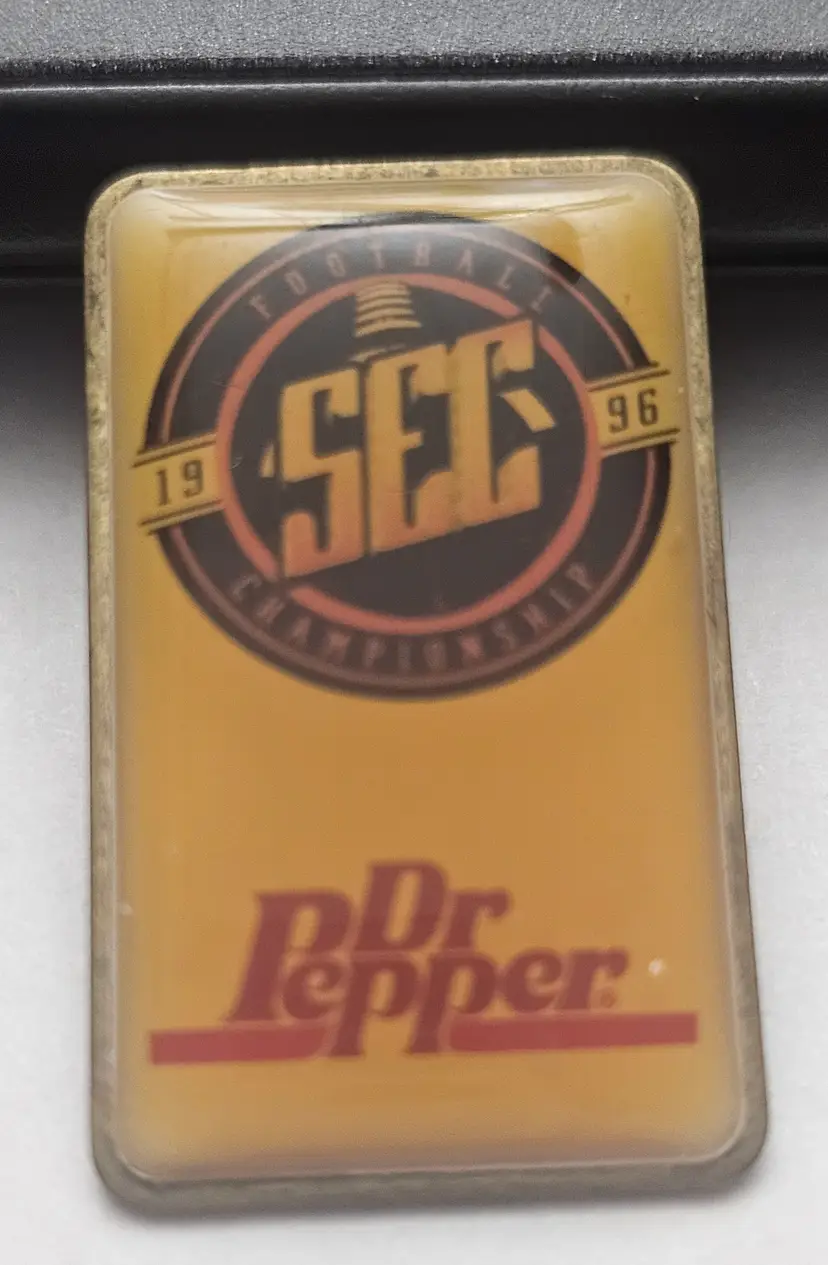 FOOTBALL
SEC
19 96
CHAMPIONSHIP
Dr
Pepper